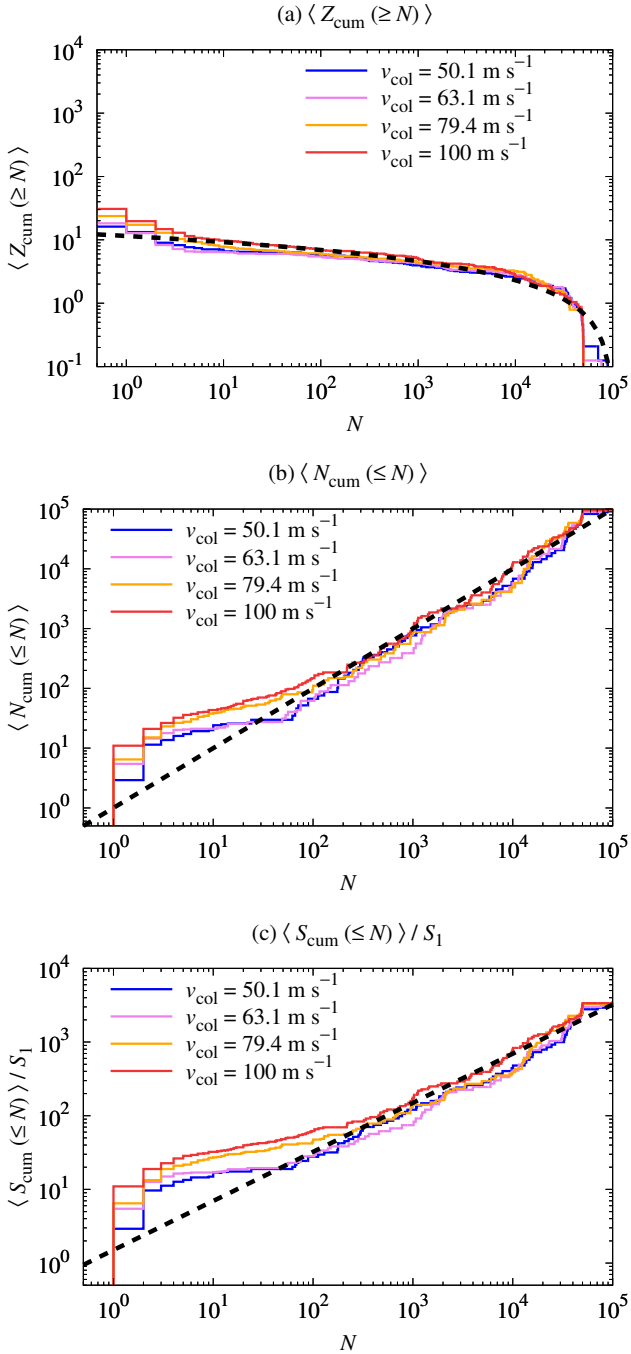 (a) ⟨ Z_cum (≥ N) ⟩
10^4
10^3
10^2
10^1
10^0
10^-1
⟨ Z_cum (≥ N) ⟩
v_col = 50.1 m s^-1
v_col = 63.1 m s^-1
v_col = 79.4 m s^-1
v_col = 100 m s^-1
10^0 10^1 10^2 10^3 10^4 10^5
N
(b) ⟨ N_cum (≤ N) ⟩
10^5
10^4
10^3
10^2
10^1
10^0
⟨ N_cum (≤ N) ⟩
v_col = 50.1 m s^-1
v_col = 63.1 m s^-1
v_col = 79.4 m s^-1
v_col = 100 m s^-1
10^0 10^1 10^2 10^3 10^4 10^5
N
(c) ⟨ S_cum (≤ N) ⟩ / S_1
10^4
10^3
10^2
10^1
10^0
⟨ S_cum (≤ N) ⟩ / S_1
v_col = 50.1 m s^-1
v_col = 63.1 m s^-1
v_col = 79.4 m s^-1
v_col = 100 m s^-1
10^0 10^1 10^2 10^3 10^4 10^5
N